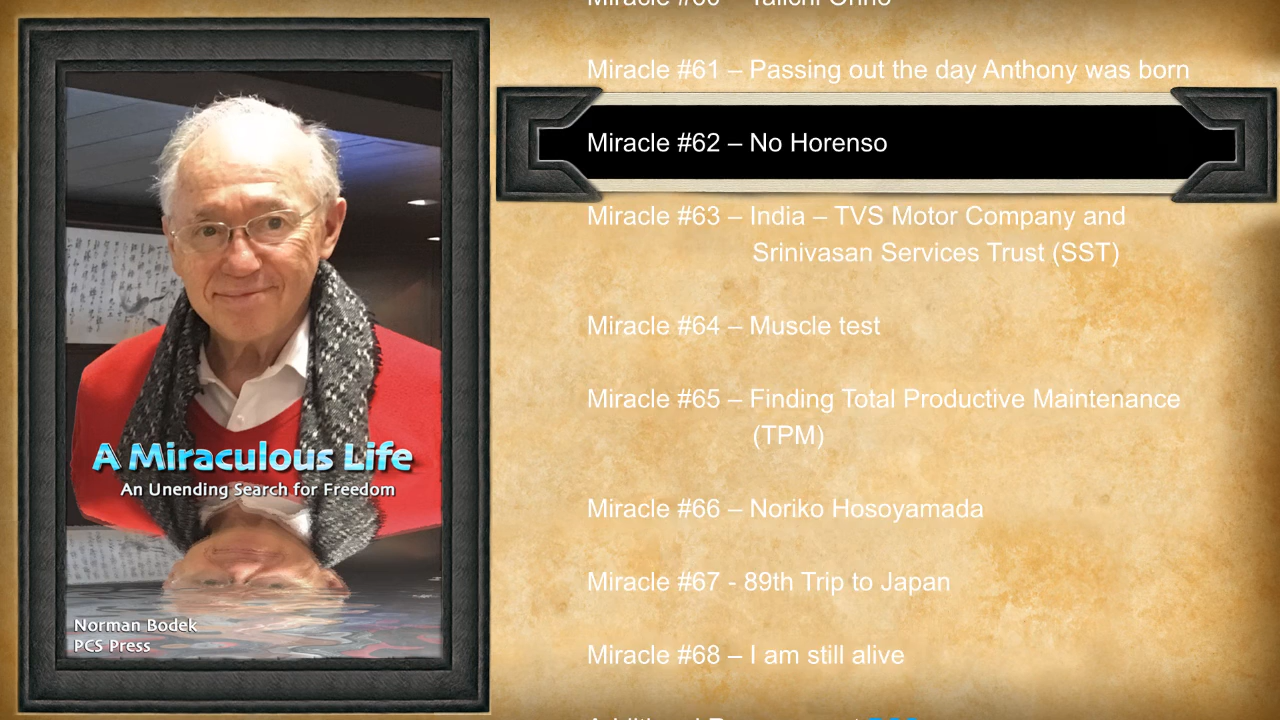 A Miraculous Life
An Unending Search for Freedom
Norman Bodek
PCS Press
Miracle #61 – Passing out the day Anthony was born
Miracle #62 – No Horenso
Miracle #63 – India – TVS Motor Company and
Srinivasan Services Trust (SST)
Miracle #64 – Muscle test
Miracle #65 – Finding Total Productive Maintenance
(TPM)
Miracle #66 – Noriko Hosoyamada
Miracle #67 - 89th Trip to Japan
Miracle #68 – I am still alive